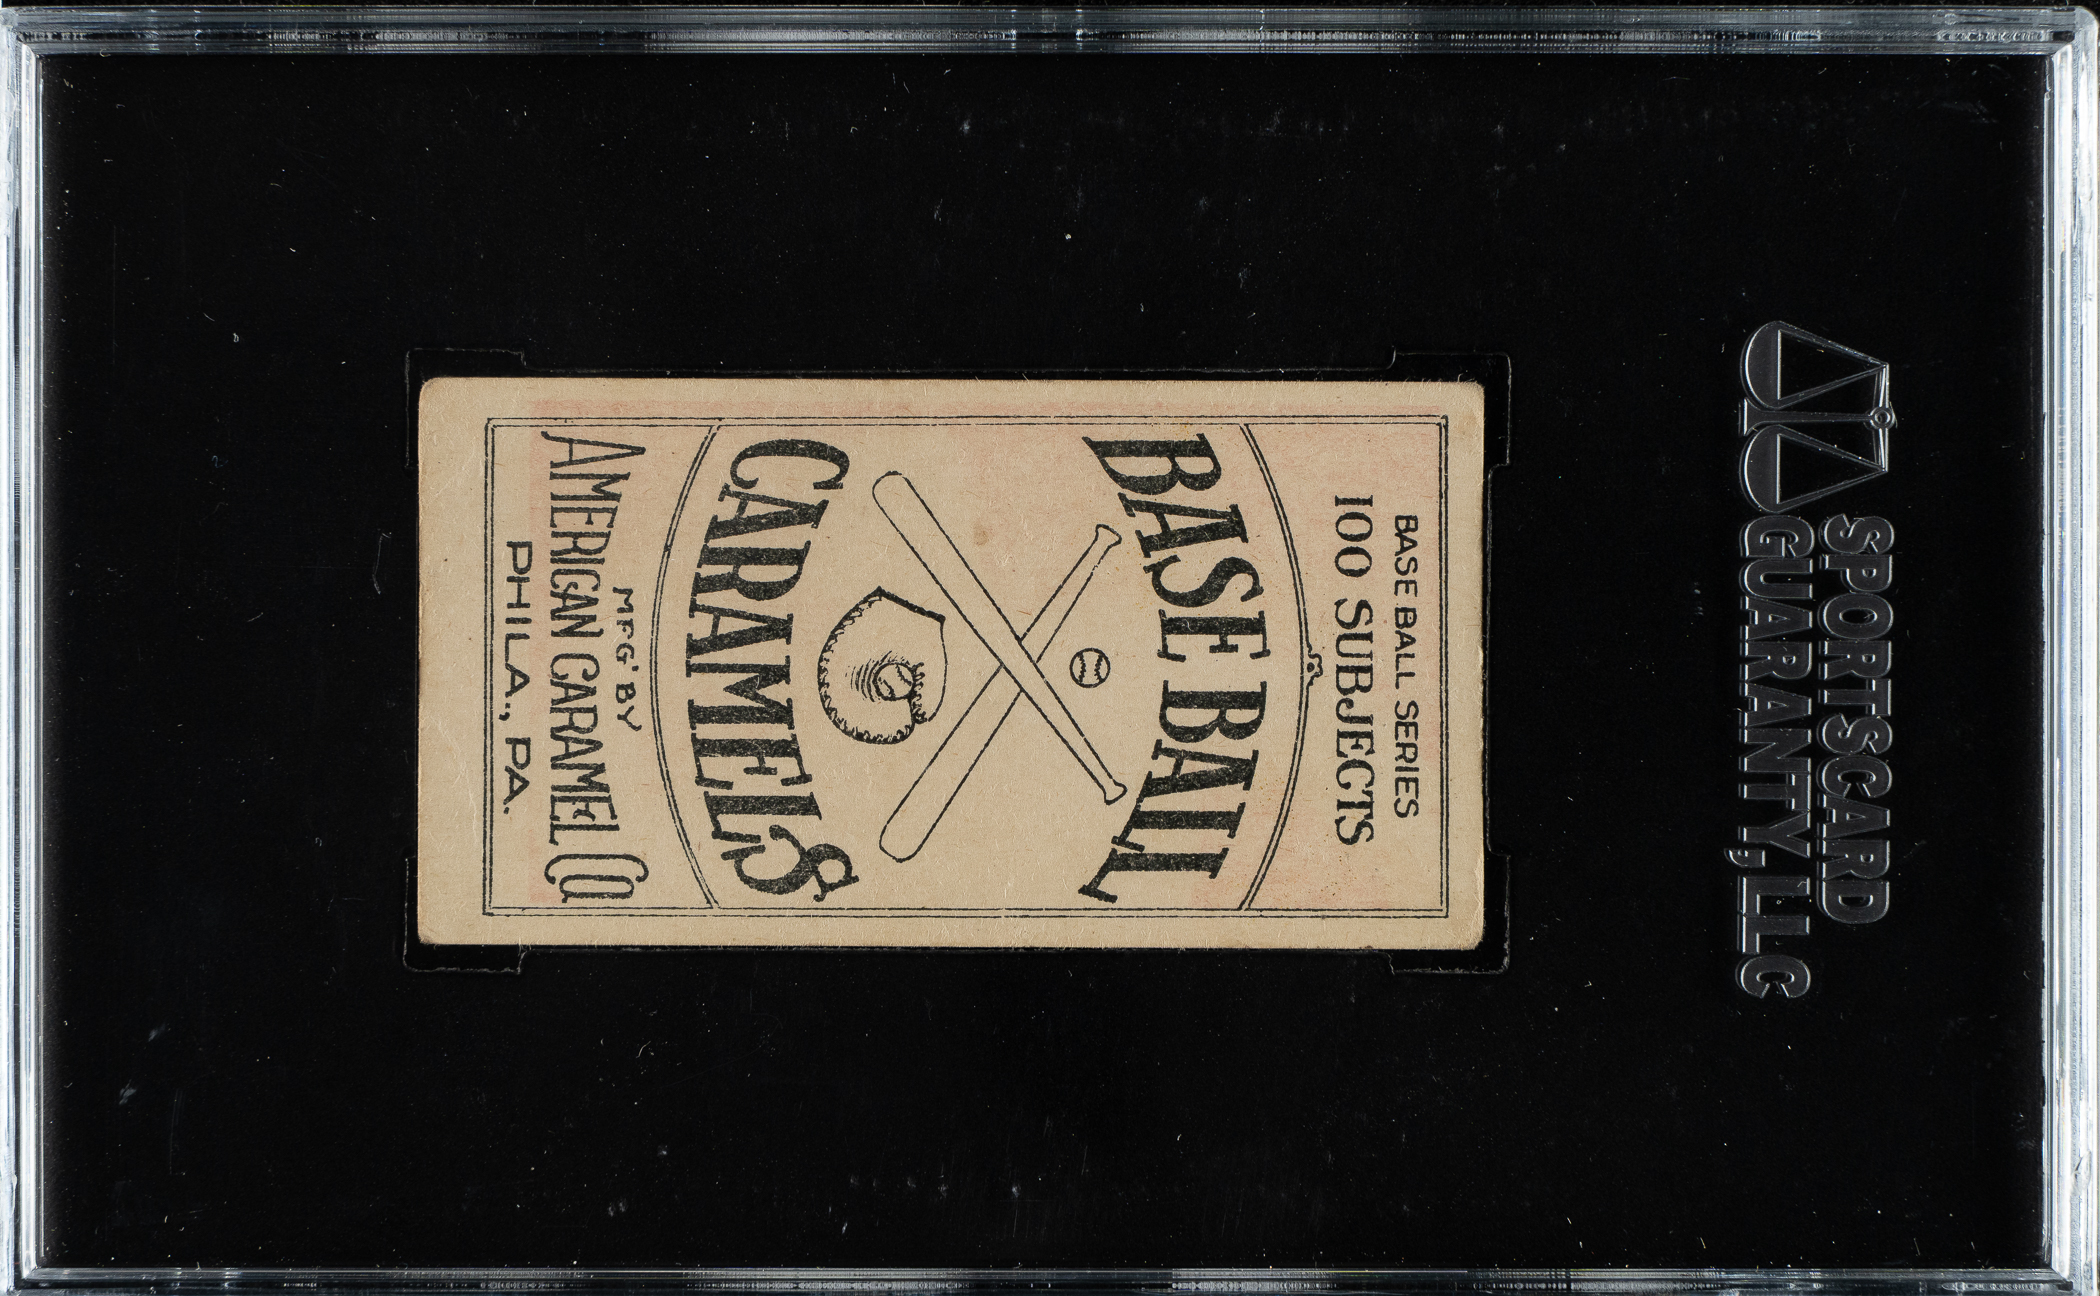 SPORTSCARD
GUARANTY, LLC
BASE BALL SERIES
100 SUBJECTS
BASE BALL
CARAMELS
MFG' BY
AMERICAN CARAMEL CO
PHILA., PA.